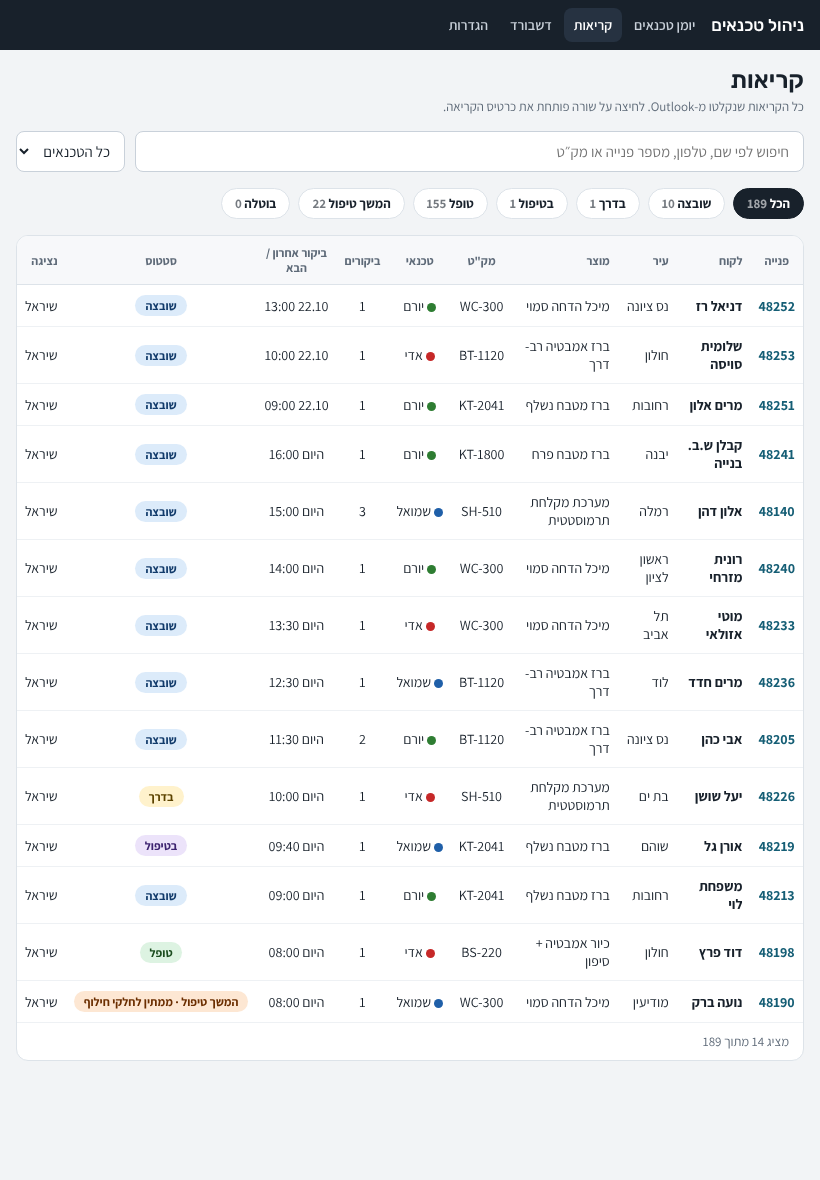 ניהול טכנאים יומן טכנאים קריאות דשבורד הגדרות
קריאות
כל הקריאות שנקלטו מ-Outlook. לחיצה על שורה פותחת את כרטיס הקריאה.
חיפוש לפי שם, טלפון, מספר פנייה או מק״ט כל הטכנאים
הכל 189 שובצה 10 בדרך 1 בטיפול 1 טופל 155 המשך טיפול 22 בוטלה 0
פנייה לקוח עיר מוצר מק"ט טכנאי ביקורים ביקור אחרון / הבא סטטוס נציגה
48252 דניאל רז נס ציונה מיכל הדחה סמוי WC-300 יורם 1 22.10 13:00 שובצה שיראל
48253 שלומית סויסה חולון ברז אמבטיה רב-דרך BT-1120 אדי 1 22.10 10:00 שובצה שיראל
48251 מרים אלון רחובות ברז מטבח נשלף KT-2041 יורם 1 22.10 09:00 שובצה שיראל
48241 קבלן ש.ב. בנייה יבנה ברז מטבח פרח KT-1800 יורם 1 היום 16:00 שובצה שיראל
48140 אלון דהן רמלה מערכת מקלחת תרמוסטטית SH-510 שמואל 3 היום 15:00 שובצה שיראל
48240 רונית מזרחי ראשון לציון מיכל הדחה סמוי WC-300 יורם 1 היום 14:00 שובצה שיראל
48233 מוטי אזולאי תל אביב מיכל הדחה סמוי WC-300 אדי 1 היום 13:30 שובצה שיראל
48236 מרים חדד לוד ברז אמבטיה רב-דרך BT-1120 שמואל 1 היום 12:30 שובצה שיראל
48205 אבי כהן נס ציונה ברז אמבטיה רב-דרך BT-1120 יורם 2 היום 11:30 שובצה שיראל
48226 יעל ששון בת ים מערכת מקלחת תרמוסטטית SH-510 אדי 1 היום 10:00 בדרך שיראל
48219 אורן גל שוהם ברז מטבח נשלף KT-2041 שמואל 1 היום 09:40 בטיפול שיראל
48213 משפחת לוי רחובות ברז מטבח נשלף KT-2041 יורם 1 היום 09:00 שובצה שיראל
48198 דוד פרץ חולון כיור אמבטיה + סיפון BS-220 אדי 1 היום 08:00 טופל שיראל
48190 נועה ברק מודיעין מיכל הדחה סמוי WC-300 שמואל 1 היום 08:00 המשך טיפול · ממתין לחלקי חילוף שיראל
מציג 14 מתוך 189